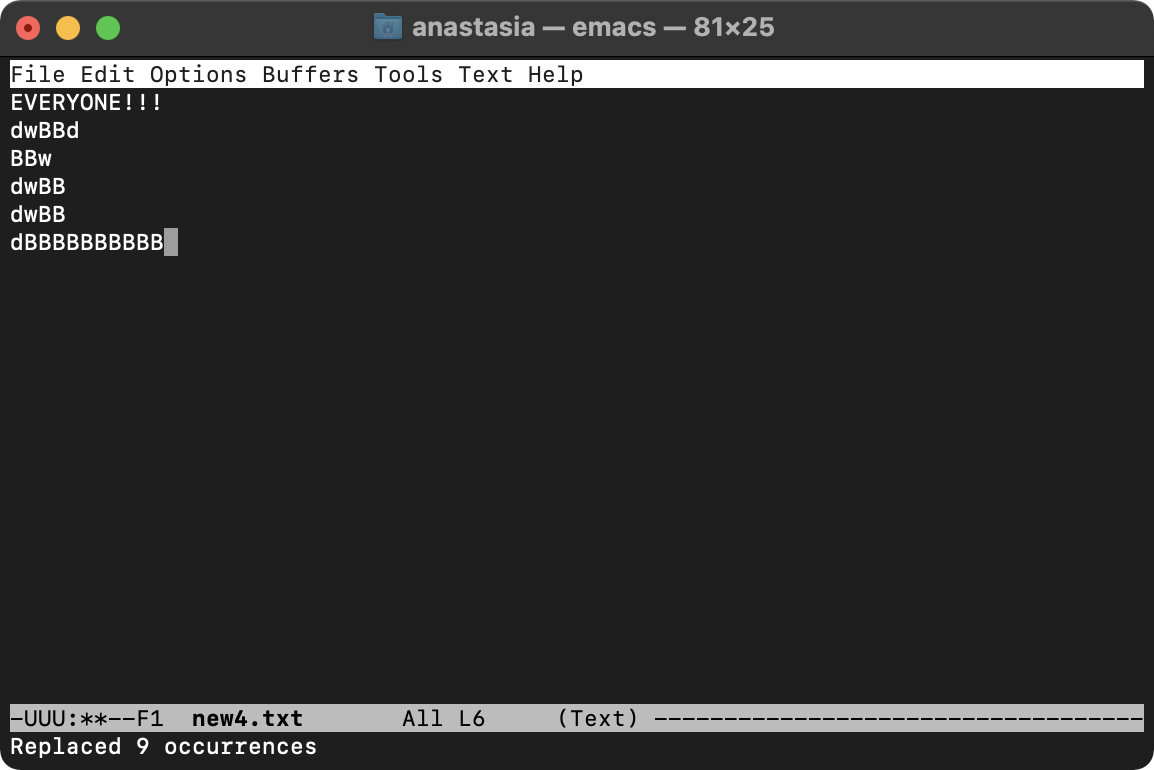 anastasia — emacs — 81×25
File Edit Options Buffers Tools Text Help
EVERYONE!!!
dwBBd
BBw
dwBB
dwBB
dBBBBBBBBBB
-UUU:**--F1  new4.txt       All L6     (Text) -----------------------------------
Replaced 9 occurrences